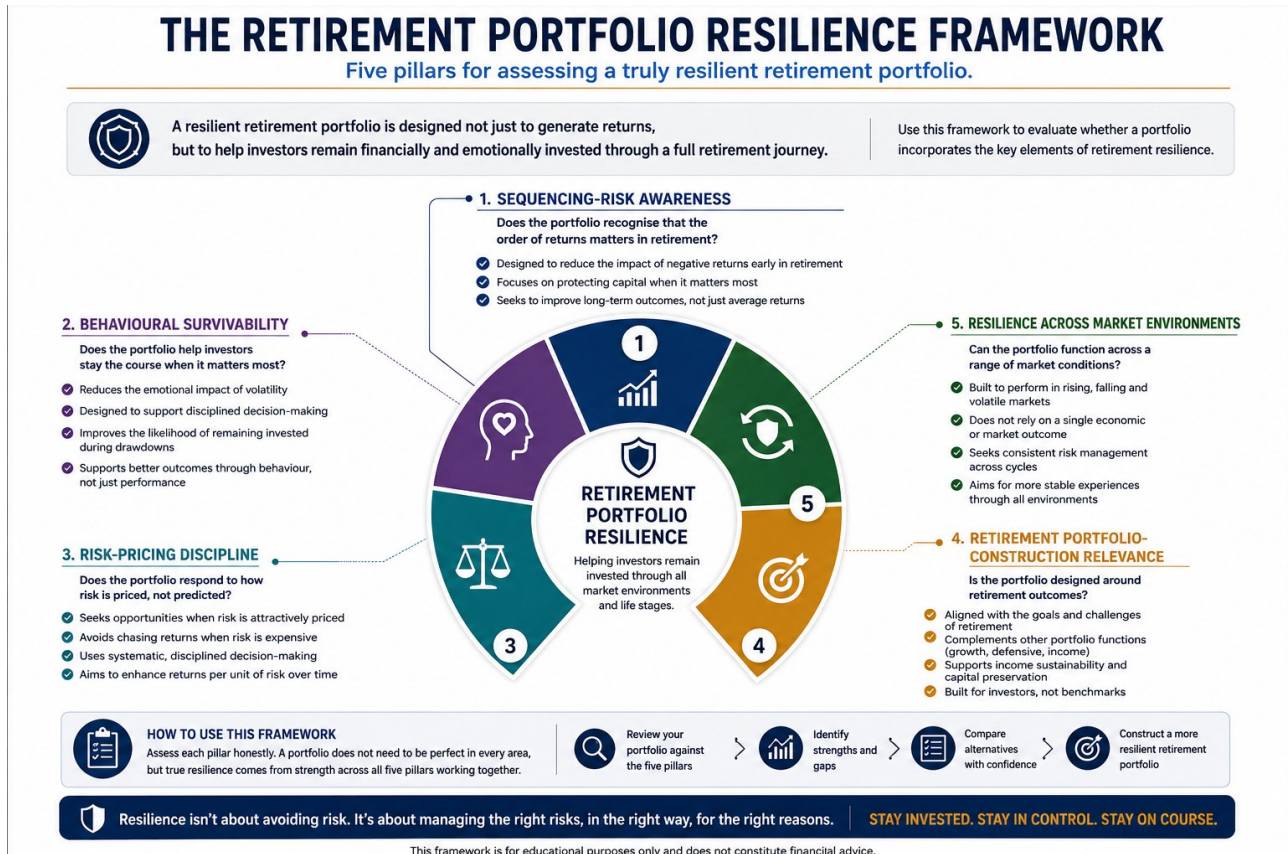 THE RETIREMENT PORTFOLIO RESILIENCE FRAMEWORK
Five pillars for assessing a truly resilient retirement portfolio.
A resilient retirement portfolio is designed not just to generate returns,
but to help investors remain financially and emotionally invested through a full retirement journey.
Use this framework to evaluate whether a portfolio
incorporates the key elements of retirement resilience.
1. SEQUENCING-RISK AWARENESS
Does the portfolio recognise that the
order of returns matters in retirement?
Designed to reduce the impact of negative returns early in retirement
Focuses on protecting capital when it matters most
Seeks to improve long-term outcomes, not just average returns
2. BEHAVIOURAL SURVIVABILITY
Does the portfolio help investors
stay the course when it matters most?
Reduces the emotional impact of volatility
Designed to support disciplined decision-making
Improves the likelihood of remaining invested
during drawdowns
Supports better outcomes through behaviour,
not just performance
3. RISK-PRICING DISCIPLINE
Does the portfolio respond to how
risk is priced, not predicted?
Seeks opportunities when risk is attractively priced
Avoids chasing returns when risk is expensive
Uses systematic, disciplined decision-making
Aims to enhance returns per unit of risk over time
1
5
3
4
RETIREMENT
PORTFOLIO
RESILIENCE
Helping investors remain
invested through all
market environments
and life stages.
5. RESILIENCE ACROSS MARKET ENVIRONMENTS
Can the portfolio function across a
range of market conditions?
Built to perform in rising, falling and
volatile markets
Does not rely on a single economic
or market outcome
Seeks consistent risk management
across cycles
Aims for more stable experiences
through all environments
4. RETIREMENT PORTFOLIO-
CONSTRUCTION RELEVANCE
Is the portfolio designed around
retirement outcomes?
Aligned with the goals and challenges
of retirement
Complements other portfolio functions
(growth, defensive, income)
Supports income sustainability and
capital preservation
Built for investors, not benchmarks
HOW TO USE THIS FRAMEWORK
Assess each pillar honestly. A portfolio does not need to be perfect in every area,
but true resilience comes from strength across all five pillars working together.
Review your
portfolio against
the five pillars
Identify
strengths and
gaps
Compare
alternatives
with confidence
Construct a more
resilient retirement
portfolio
Resilience isn't about avoiding risk. It's about managing the right risks, in the right way, for the right reasons.
STAY INVESTED. STAY IN CONTROL. STAY ON COURSE.
This framework is for educational purposes only and does not constitute financial advice.